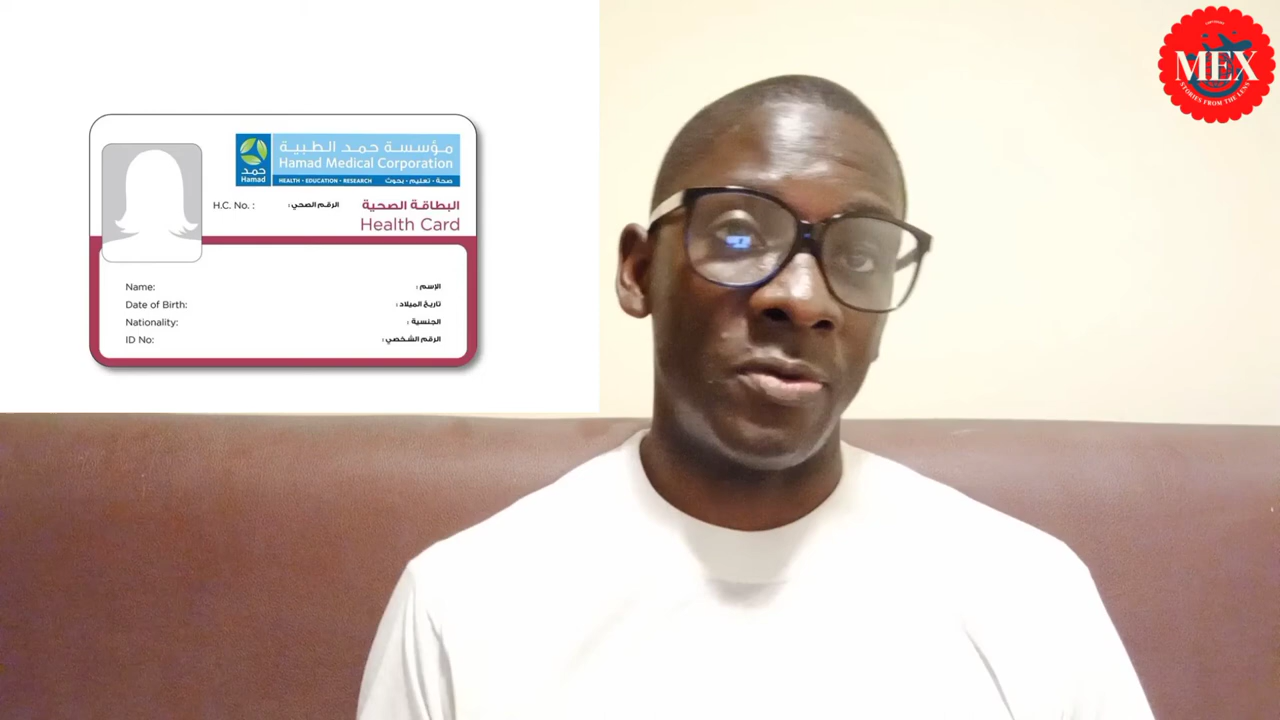 مؤسسة حمد الطبية
Hamad Medical Corporation
حمد
Hamad
HEALTH • EDUCATION • RESEARCH صحة • تعليم • بحوث
H.C. No. : الرقم الصحي :
البطاقة الصحية
Health Card
Name: الإسم :
Date of Birth: تاريخ الميلاد :
Nationality: الجنسية :
ID No: الرقم الشخصي :
MEX
STORIES FROM THE LENS